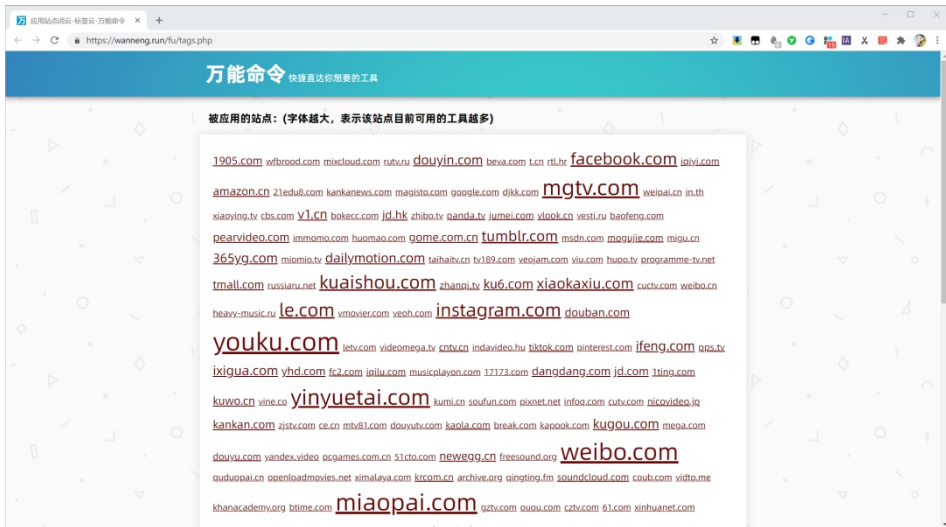 应用站点词云-标签云-万能命令
https://wanneng.run/fu/tags.php
万能命令 快捷直达你想要的工具
被应用的站点：(字体越大，表示该站点目前可用的工具越多)
1905.com wfbrood.com mixcloud.com rutv.ru douyin.com beva.com t.cn rtl.hr facebook.com iqiyi.com
amazon.cn 21edu8.com kankanews.com magisto.com google.com djkk.com mgtv.com weipai.cn in.th
xiaoying.tv cbs.com v1.cn bokecc.com jd.hk zhibo.tv panda.tv jumei.com vlook.cn vesti.ru baofeng.com
pearvideo.com immomo.com huomao.com gome.com.cn tumblr.com msdn.com mogujie.com migu.cn
365yg.com miomio.tv dailymotion.com taihaitv.cn tv189.com veojam.com viu.com hupo.tv programme-tv.net
tmall.com russiaru.net kuaishou.com zhanqi.tv ku6.com xiaokaxiu.com cuctv.com weibo.cn
heavy-music.ru le.com vmovier.com veoh.com instagram.com douban.com
youku.com letv.com videomega.tv cntv.cn indavideo.hu tiktok.com pinterest.com ifeng.com pps.tv
ixigua.com yhd.com fc2.com iqilu.com musicplayon.com 17173.com dangdang.com jd.com 1ting.com
kuwo.cn vine.co yinyuetai.com kumi.cn soufun.com pixnet.net infoq.com cutv.com nicovideo.jp
kankan.com zjstv.com ce.cn mtv81.com douyutv.com kaola.com break.com kapook.com kugou.com mega.com
douyu.com yandex.video pcgames.com.cn 51cto.com newegg.cn freesound.org weibo.com
quduopai.cn openloadmovies.net ximalaya.com krcom.cn archive.org qingting.fm soundcloud.com coub.com vidto.me
khanacademy.org btime.com miaopai.com gztv.com ouou.com cztv.com 61.com xinhuanet.com